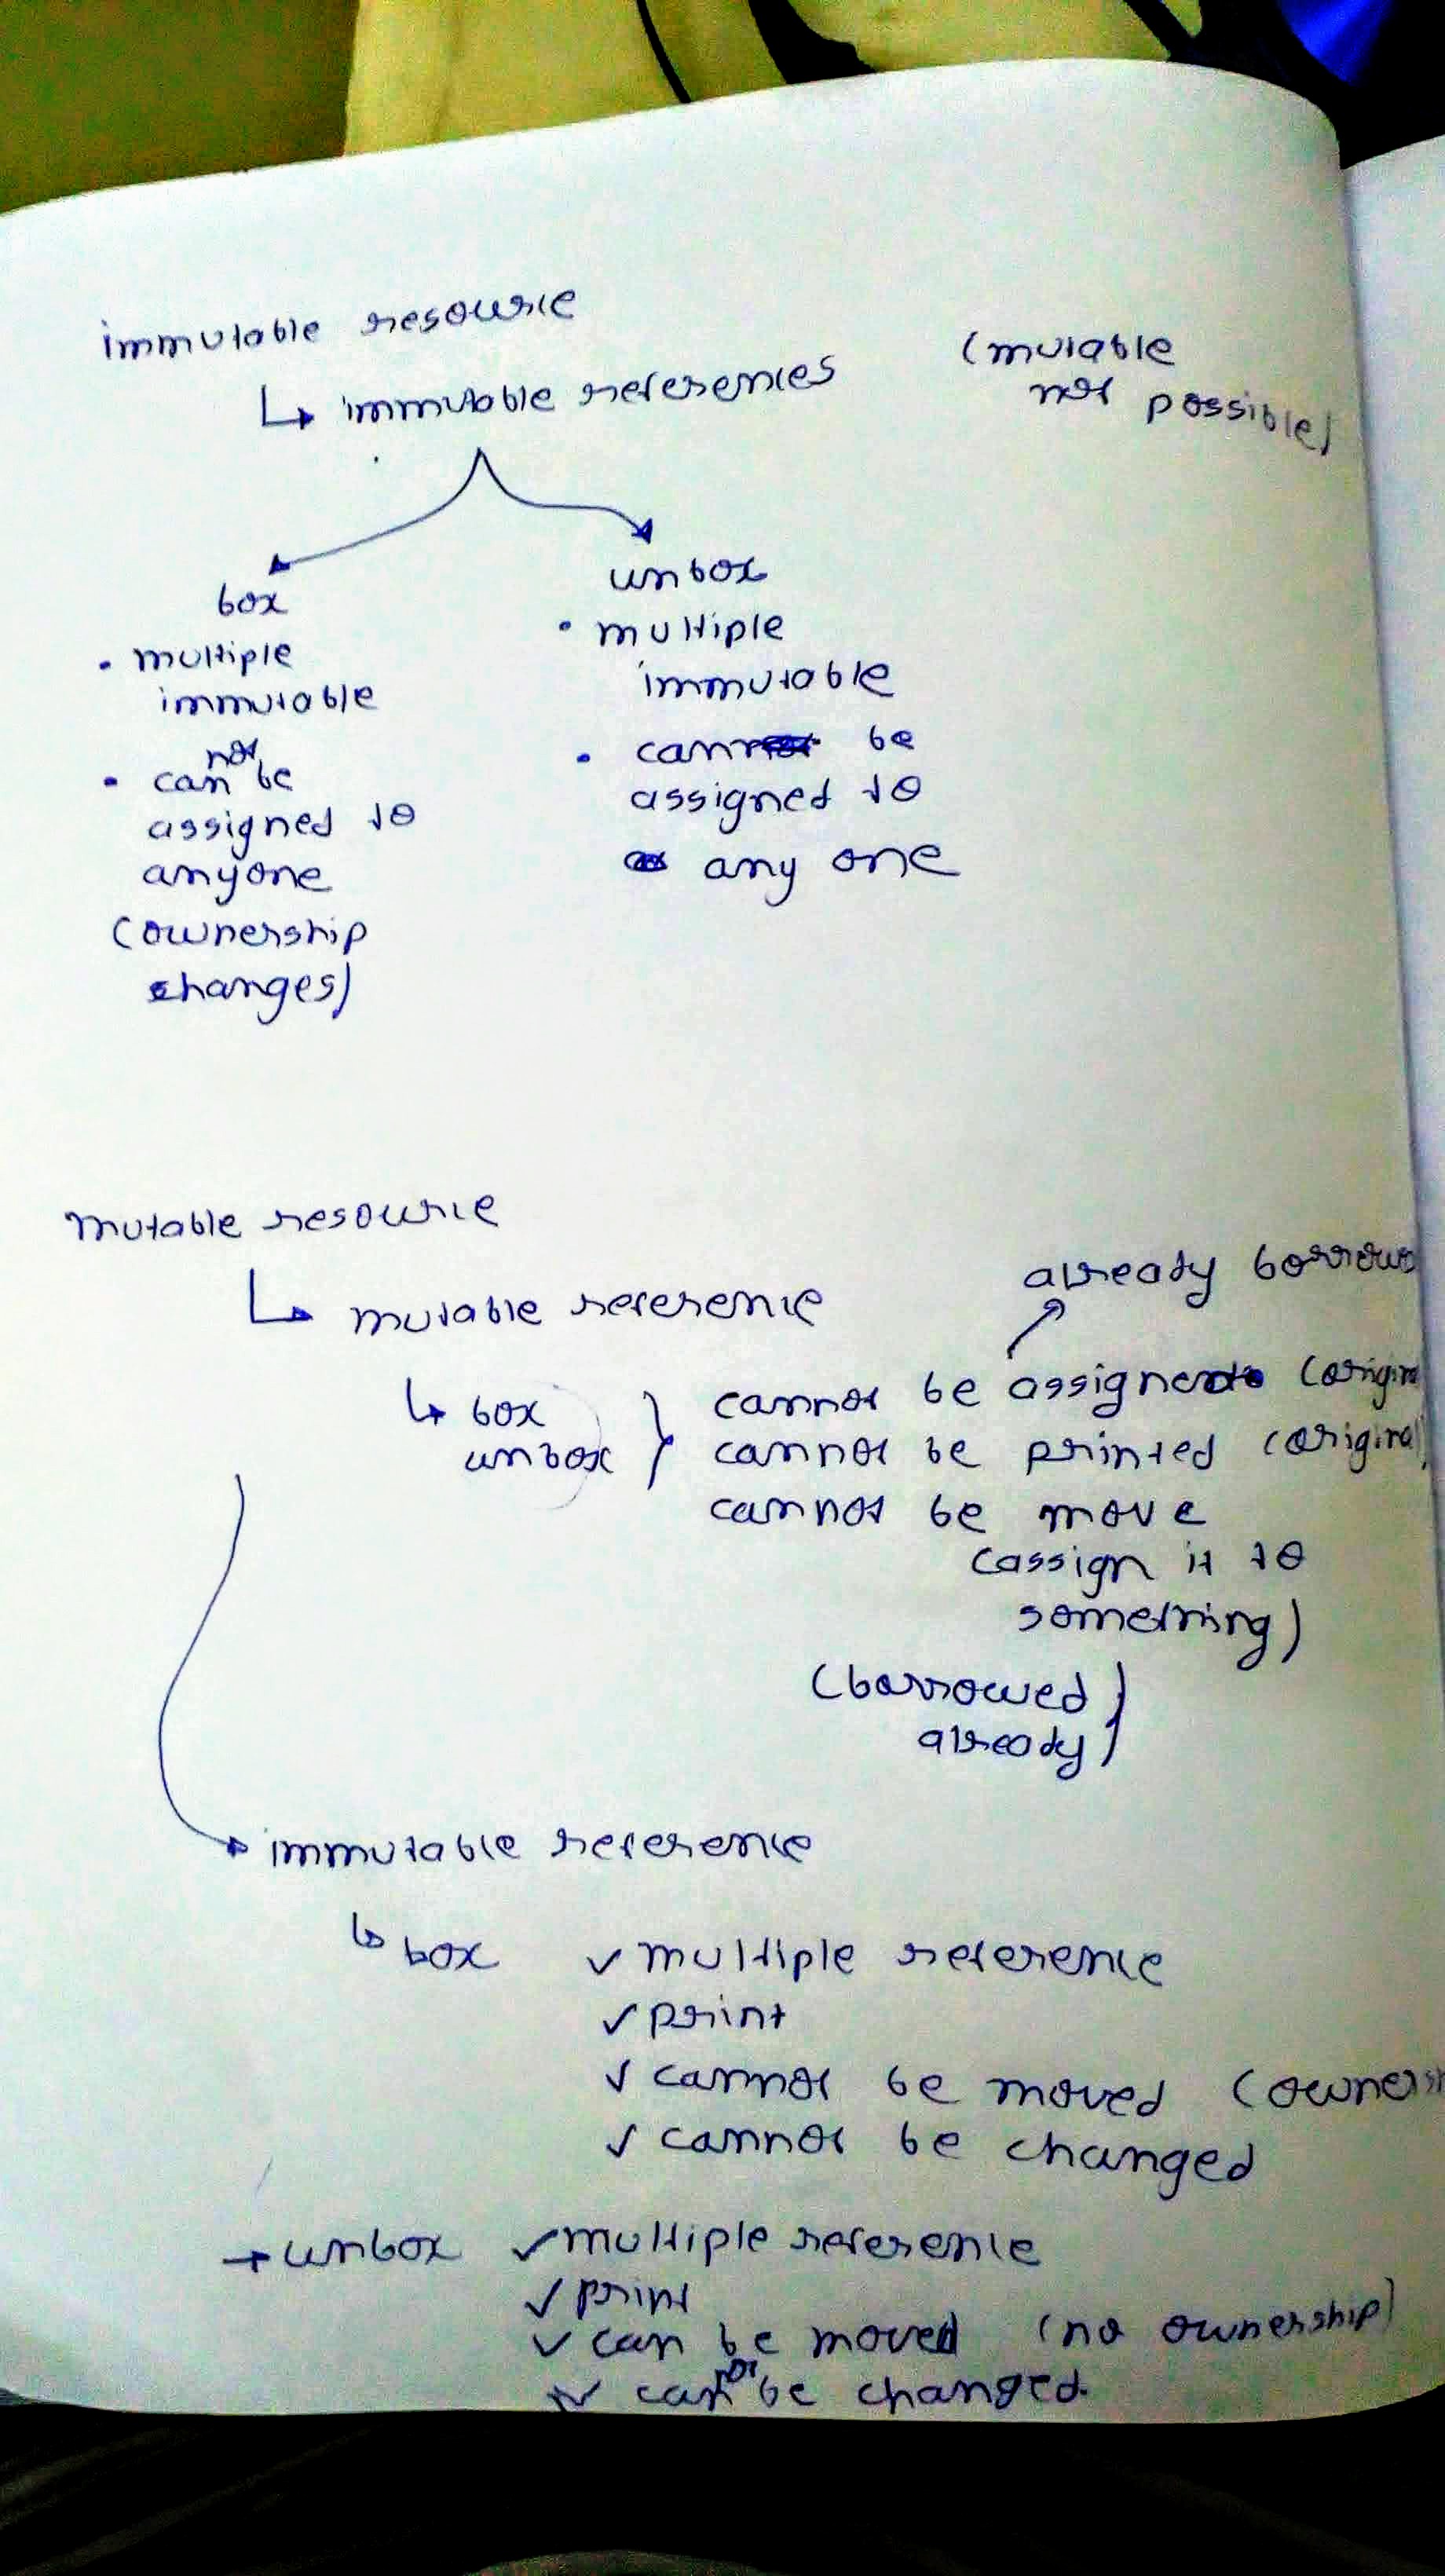 immutable resource
↳ immutable references
(mutable
not possible)
box
• multiple
immutable
not
• can be
assigned to
anyone
(ownership
changes)
unbox
• multiple
immutable
• can be
assigned to
any one
mutable resource
↳ mutable reference
already borrow
↳ box
unbox
cannot be assigned (origin
cannot be printed (original)
cannot be move
(assign it to
something)
(borrowed
already)
immutable reference
↳ box ✓ multiple reference
✓ print
✓ cannot be moved (owners
✓ cannot be changed
→ unbox ✓ multiple reference
✓ print
✓ can be moved (no ownership)
not
✓ can be changed.